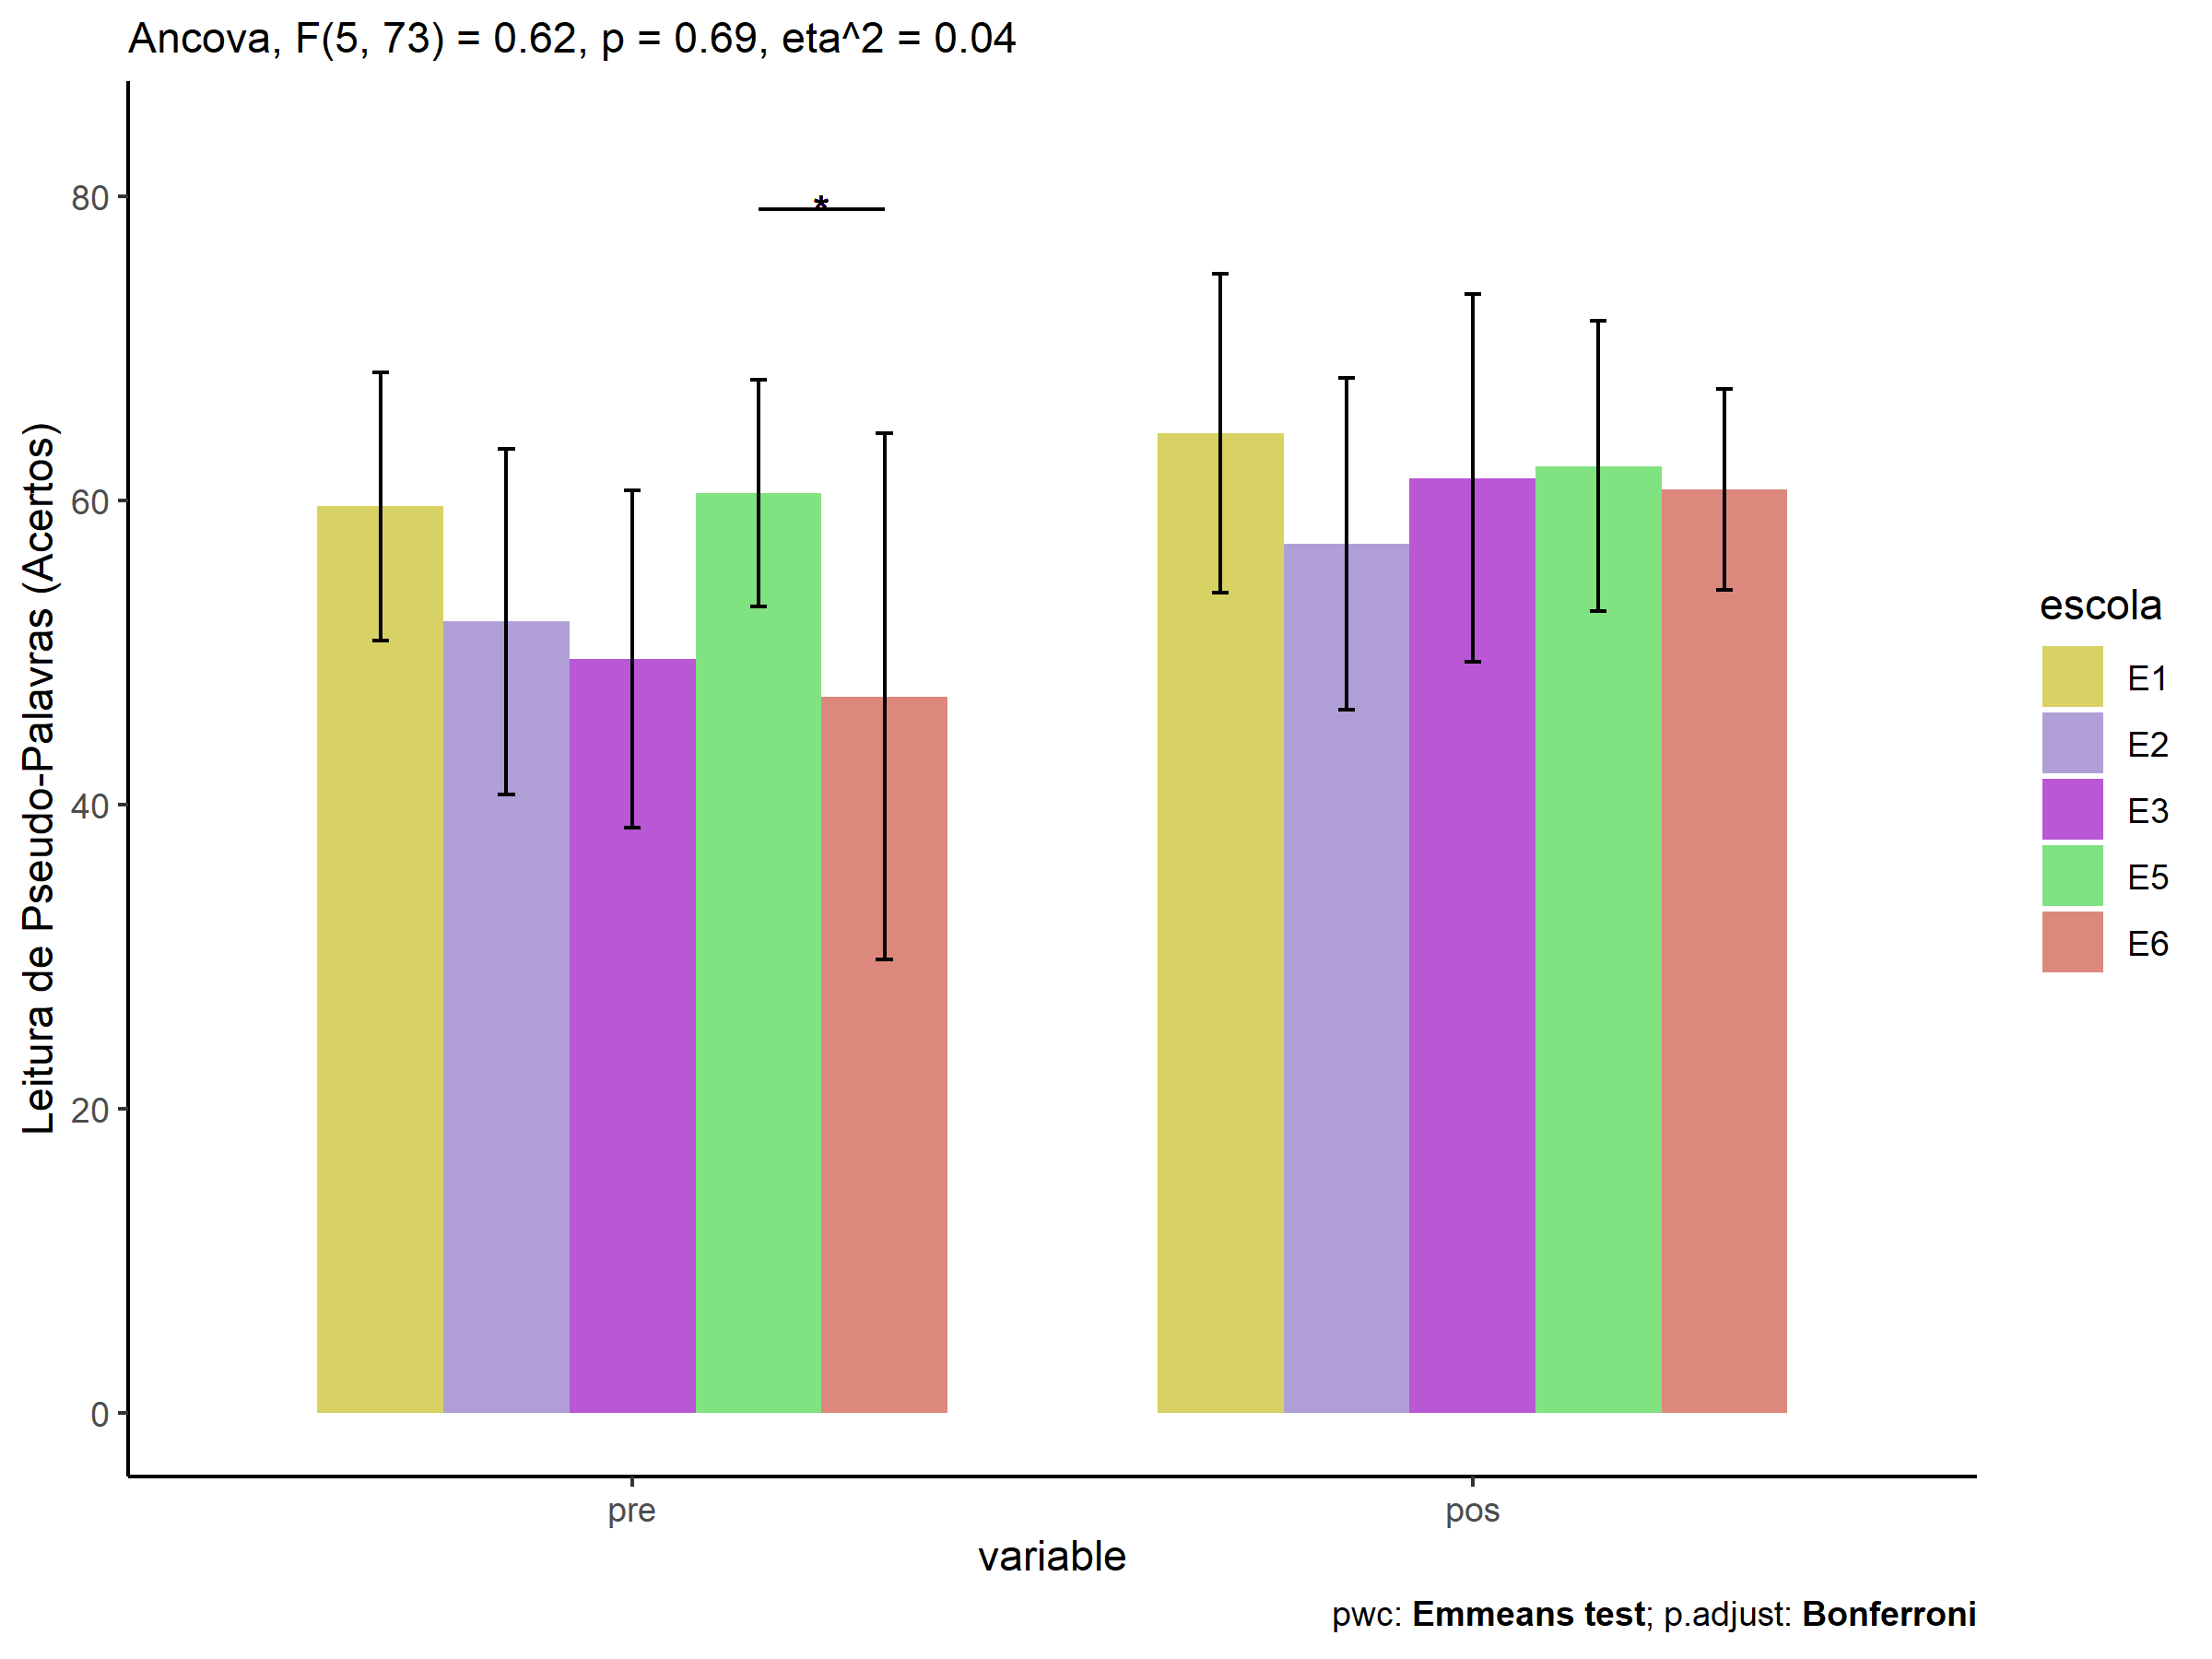 Ancova, F(5, 73) = 0.62, p = 0.69, eta^2 = 0.04
Leitura de Pseudo-Palavras (Acertos)
80
60
40
20
0
*
pre
pos
variable
escola
E1
E2
E3
E5
E6
pwc: Emmeans test; p.adjust: Bonferroni